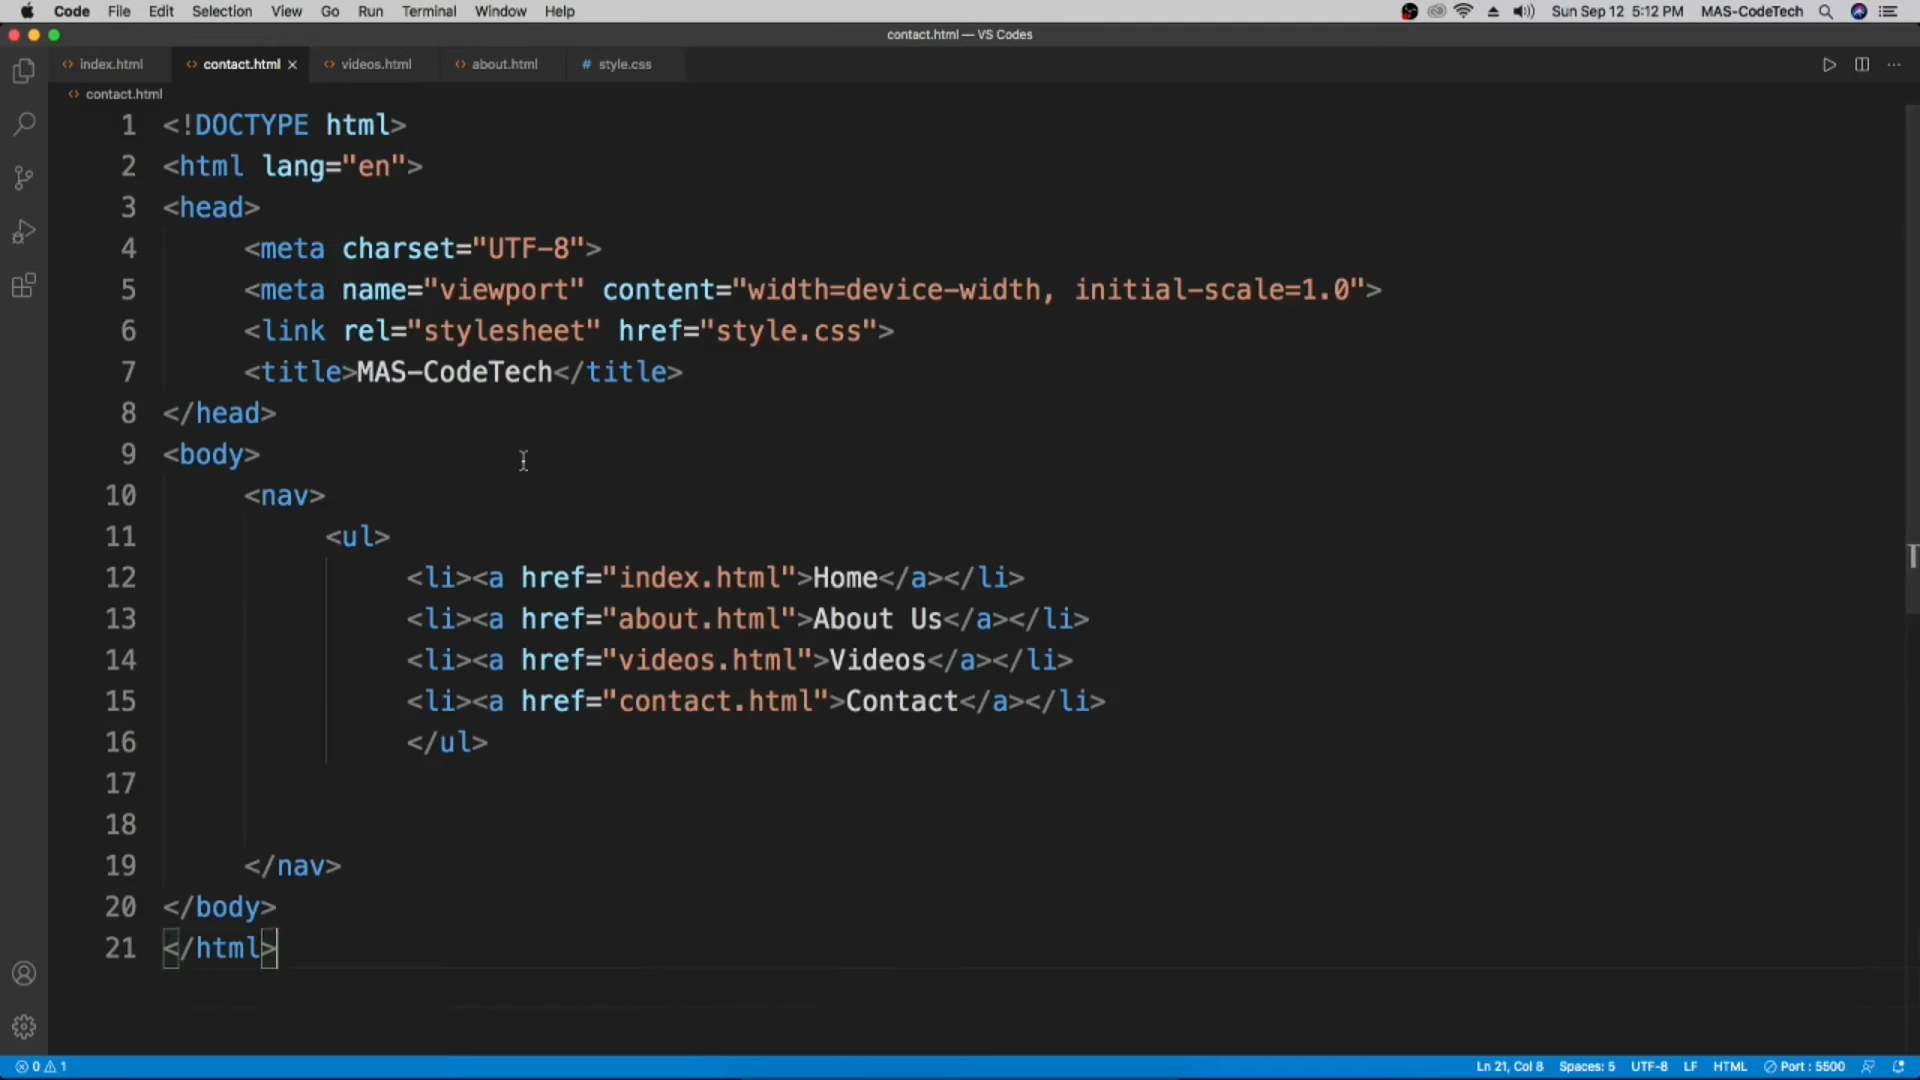 Code File Edit Selection View Go Run Terminal Window Help Sun Sep 12 5:12 PM MAS-CodeTech
contact.html — VS Codes
index.html contact.html videos.html about.html # style.css
contact.html
1 <!DOCTYPE html>
2 <html lang="en">
3 <head>
4 <meta charset="UTF-8">
5 <meta name="viewport" content="width=device-width, initial-scale=1.0">
6 <link rel="stylesheet" href="style.css">
7 <title>MAS-CodeTech</title>
8 </head>
9 <body>
10 <nav>
11 <ul>
12 <li><a href="index.html">Home</a></li>
13 <li><a href="about.html">About Us</a></li>
14 <li><a href="videos.html">Videos</a></li>
15 <li><a href="contact.html">Contact</a></li>
16 </ul>
17
18
19 </nav>
20 </body>
21 </html>
0 1 Ln 21, Col 8 Spaces: 5 UTF-8 LF HTML Port : 5500